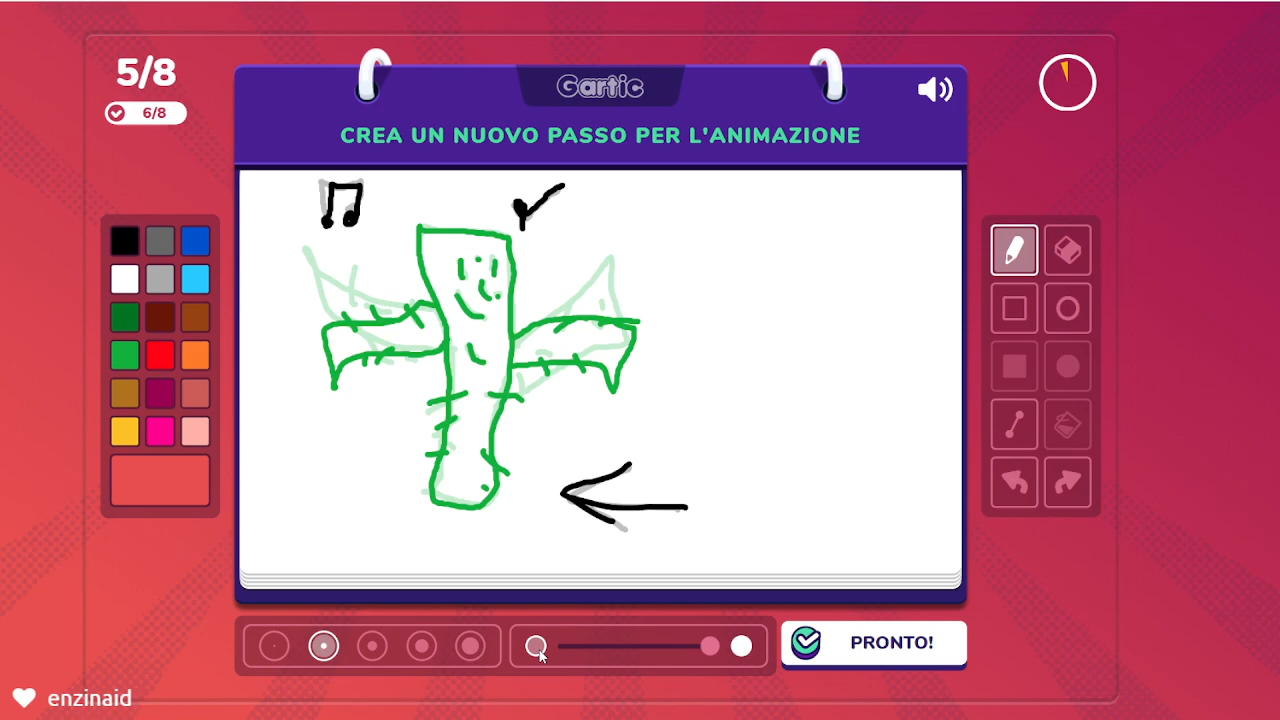 5/8
6/8
Gartic
CREA UN NUOVO PASSO PER L'ANIMAZIONE
PRONTO!
enzinaid